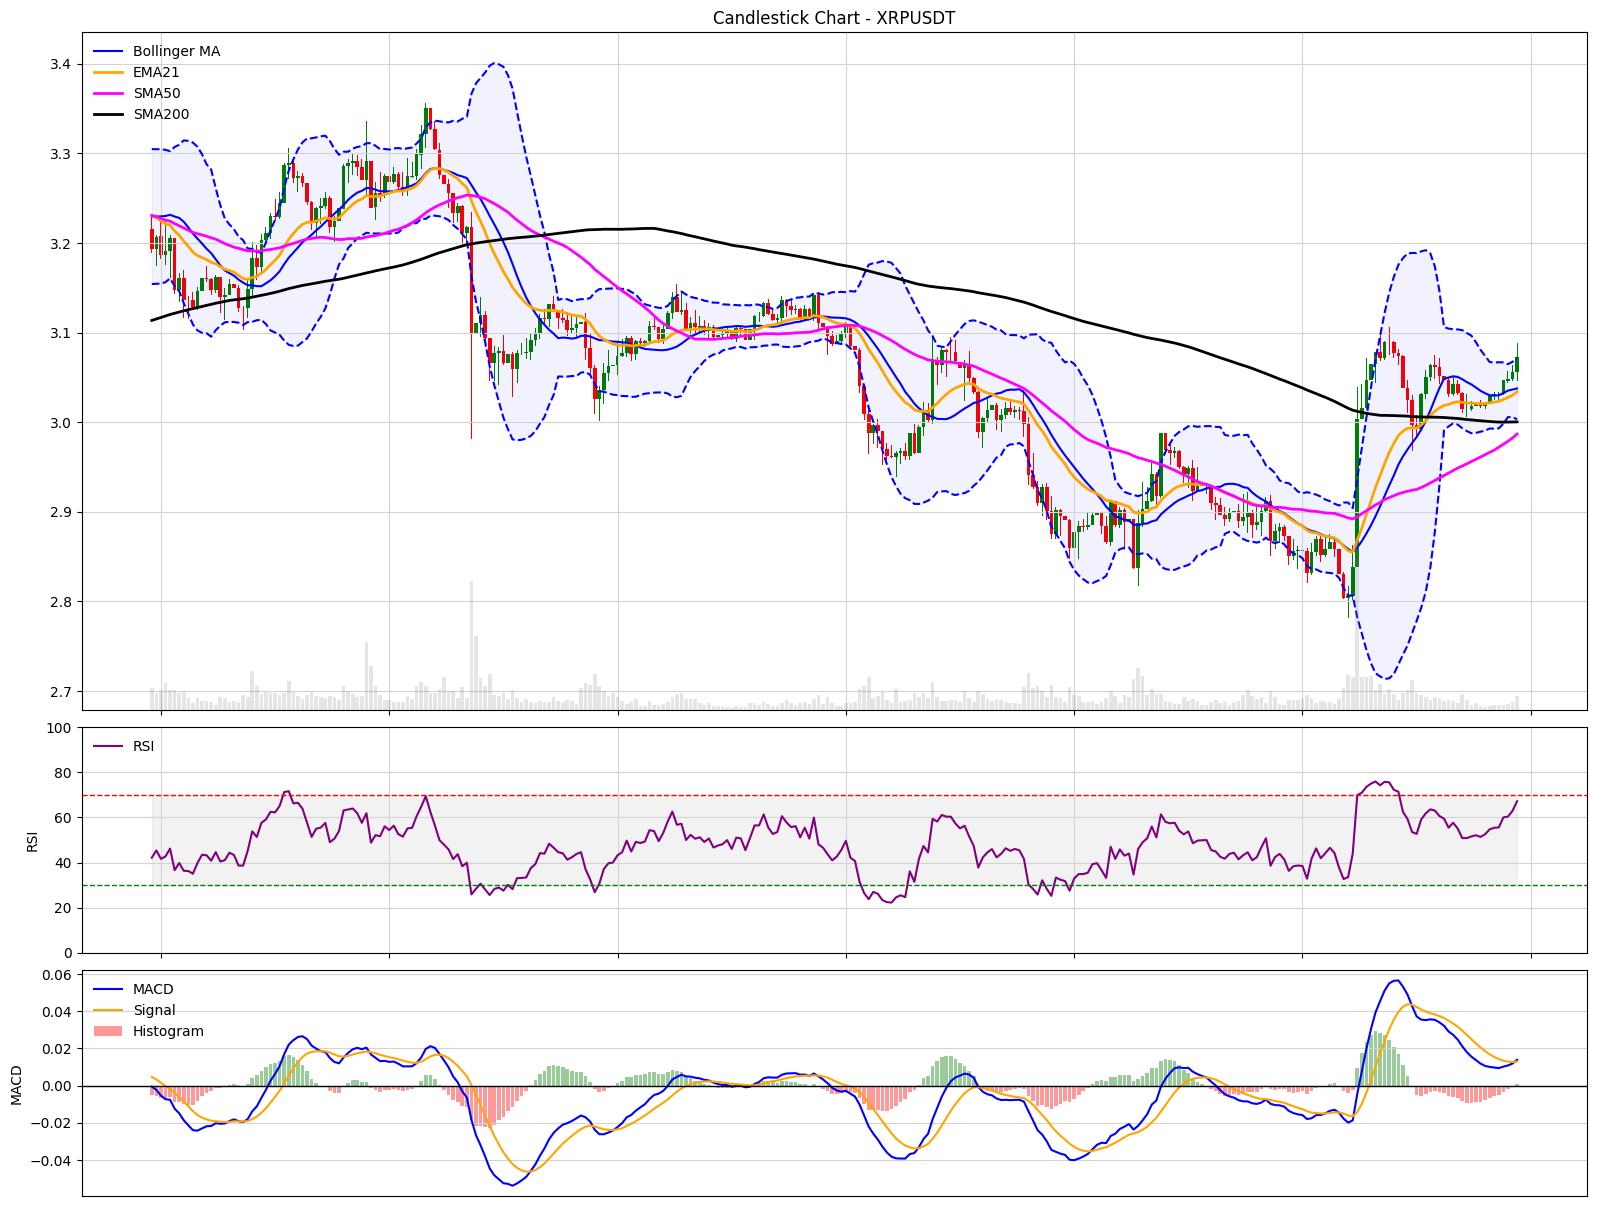 Candlestick Chart - XRPUSDT
Bollinger MA
EMA21
SMA50
SMA200
3.4
3.3
3.2
3.1
3.0
2.9
2.8
2.7
RSI
RSI
100
80
60
40
20
0
MACD
MACD
Signal
Histogram
0.06
0.04
0.02
0.00
−0.02
−0.04